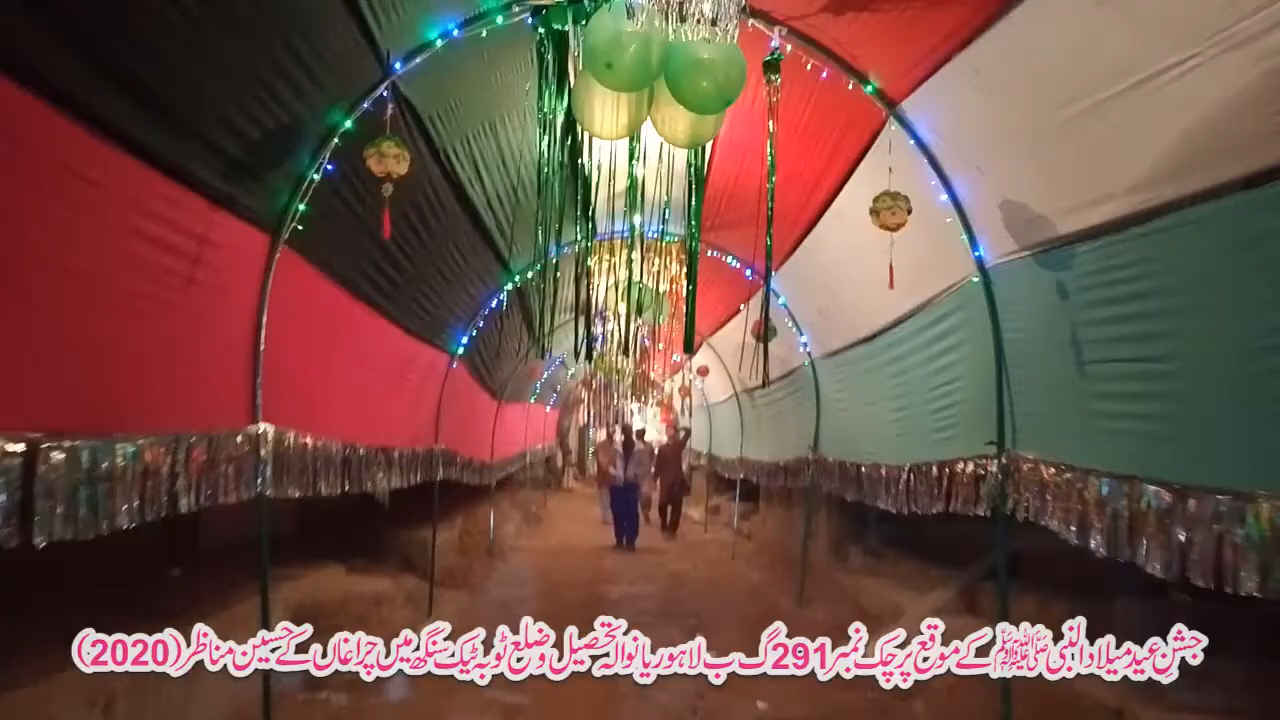 جشنِ عید میلاد النبی ﷺ کے موقع پر چک نمبر 291 گ ب لاہوریانوالہ تحصیل و ضلع ٹوبہ ٹیک سنگھ میں چراغاں کے حسین مناظر (2020)